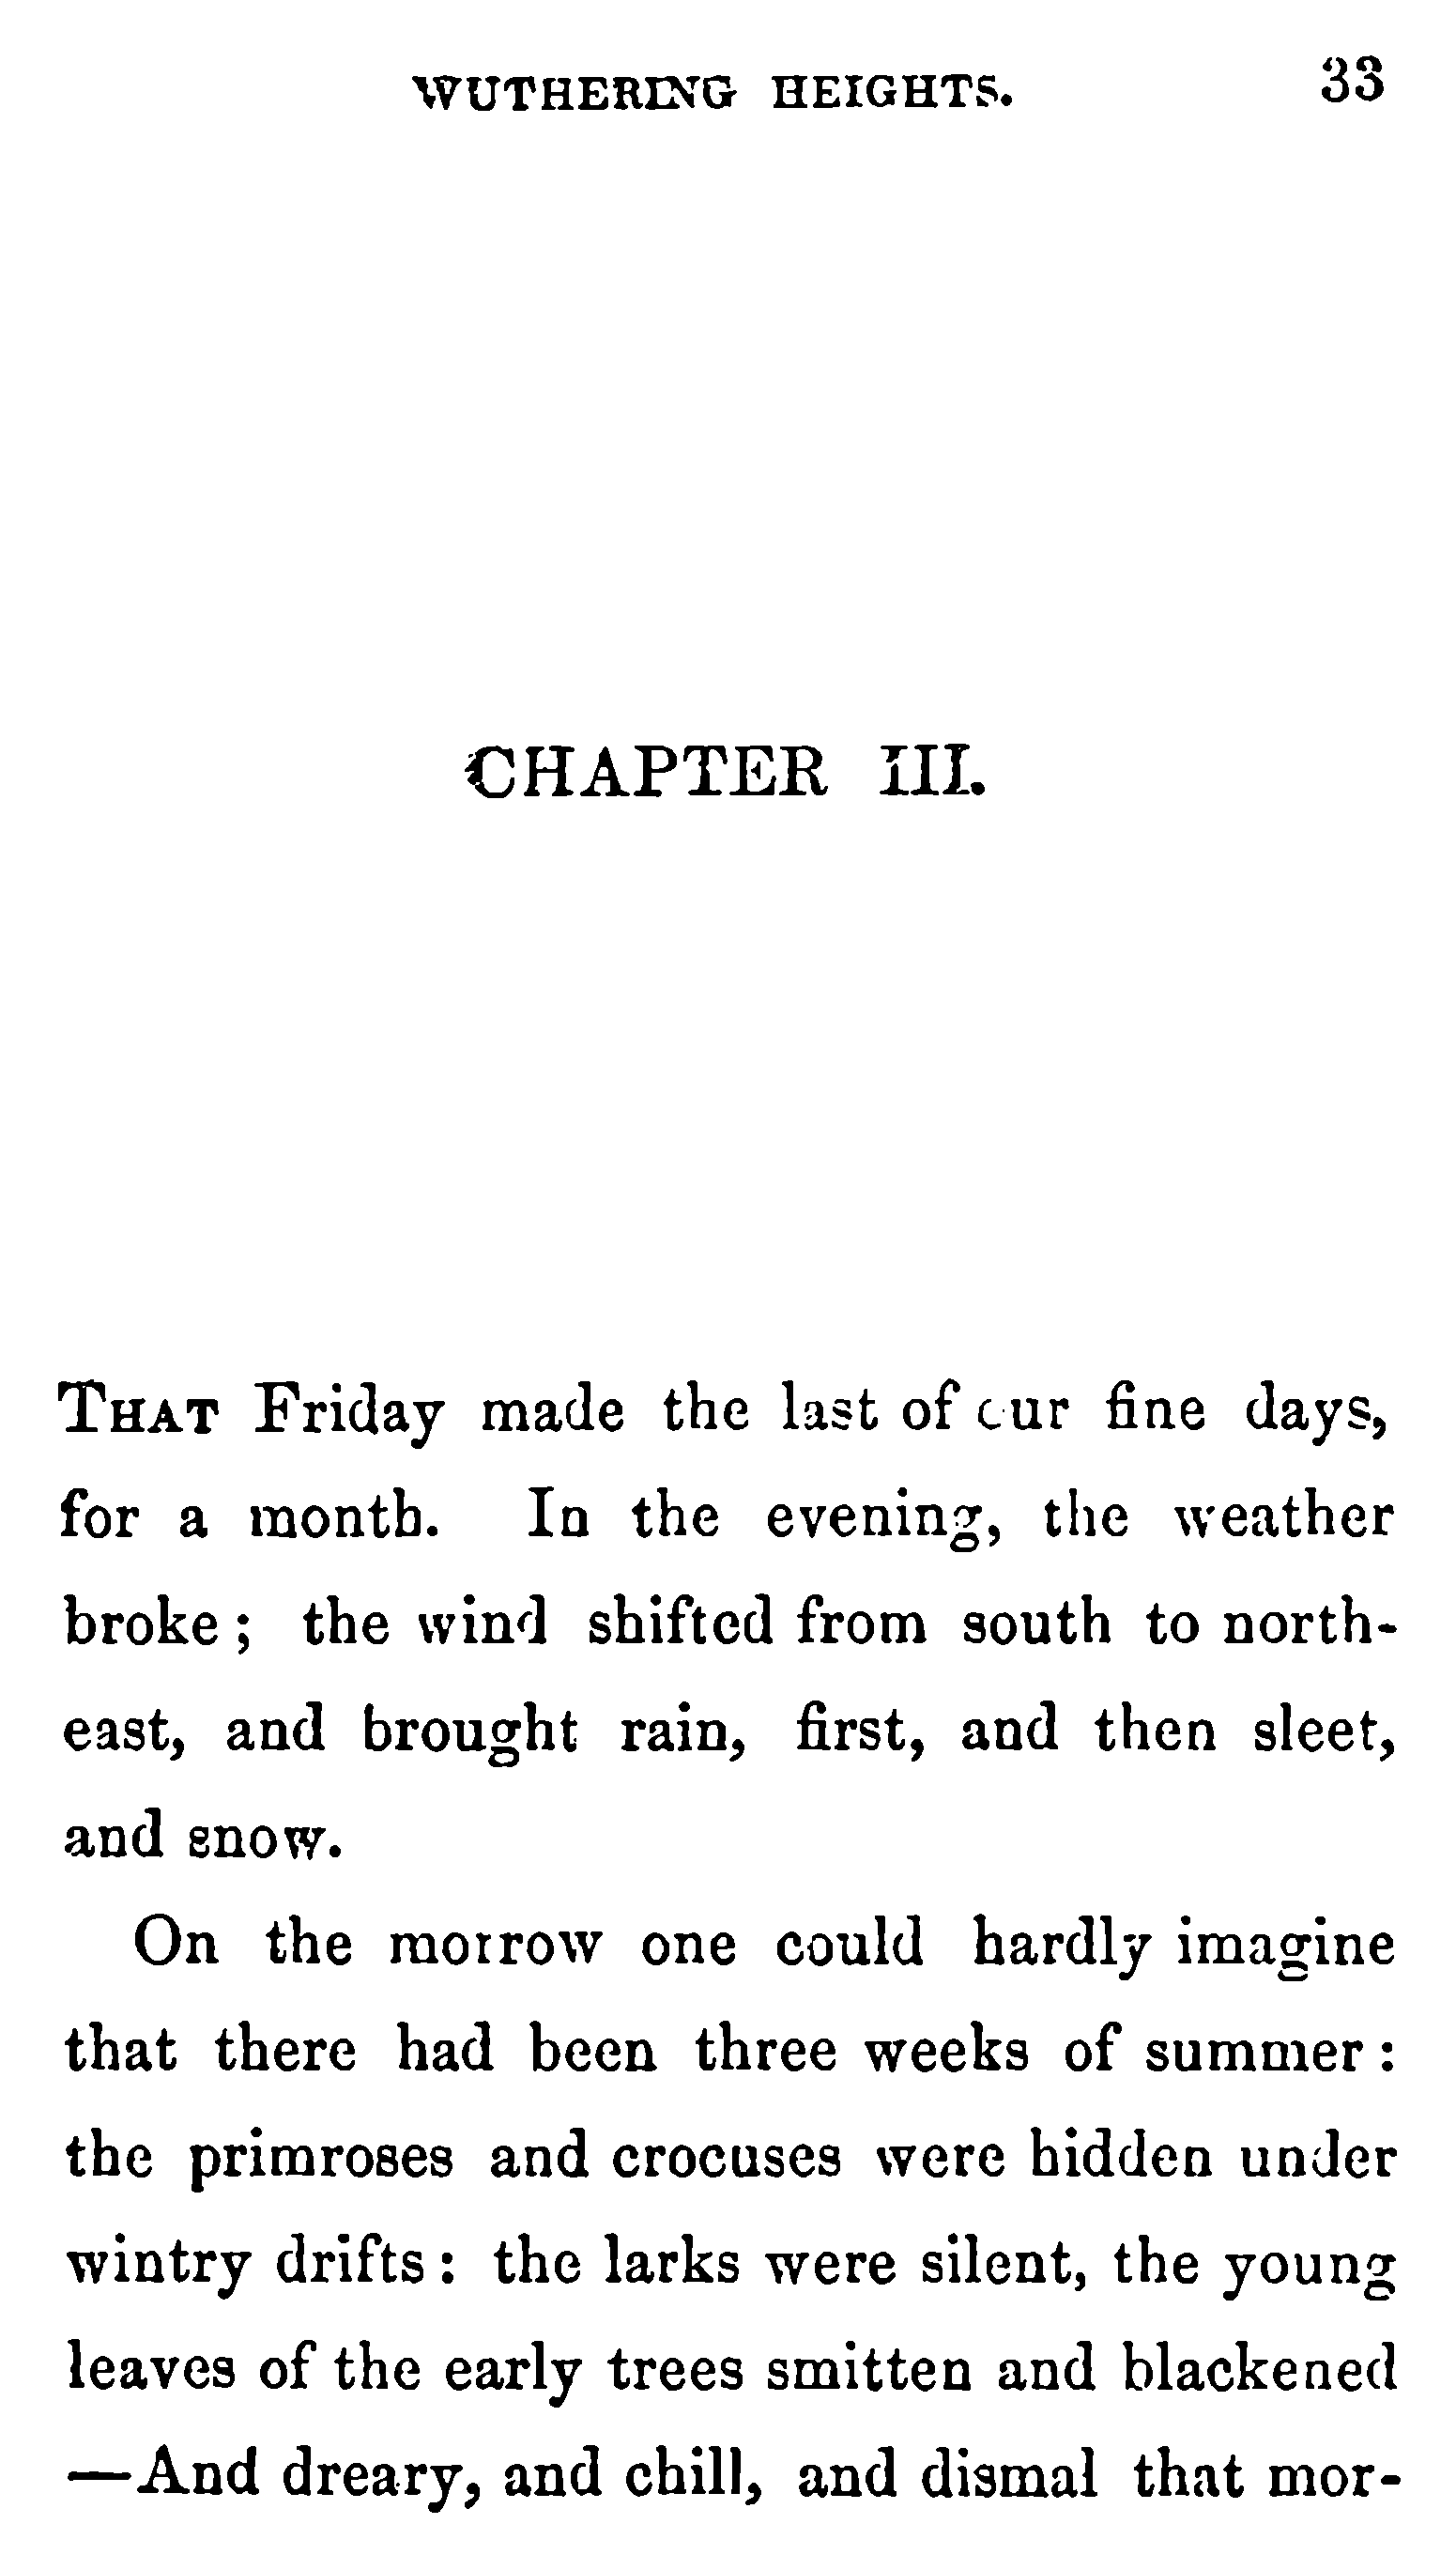 WUTHERING HEIGHTS. 33
CHAPTER III.
THAT Friday made the last of our fine days,
for a month. In the evening, the weather
broke; the wind shifted from south to north-
east, and brought rain, first, and then sleet,
and snow.
On the morrow one could hardly imagine
that there had been three weeks of summer:
the primroses and crocuses were hidden under
wintry drifts: the larks were silent, the young
leaves of the early trees smitten and blackened
—And dreary, and chill, and dismal that mor-